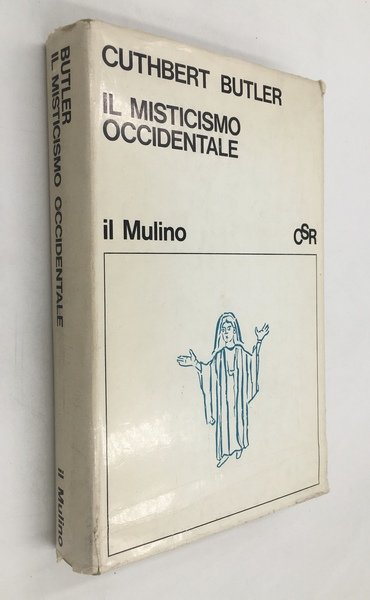 CUTHBERT BUTLER
IL MISTICISMO
OCCIDENTALE
il Mulino
CSR
BUTLER
IL MISTICISMO OCCIDENTALE
il Mulino